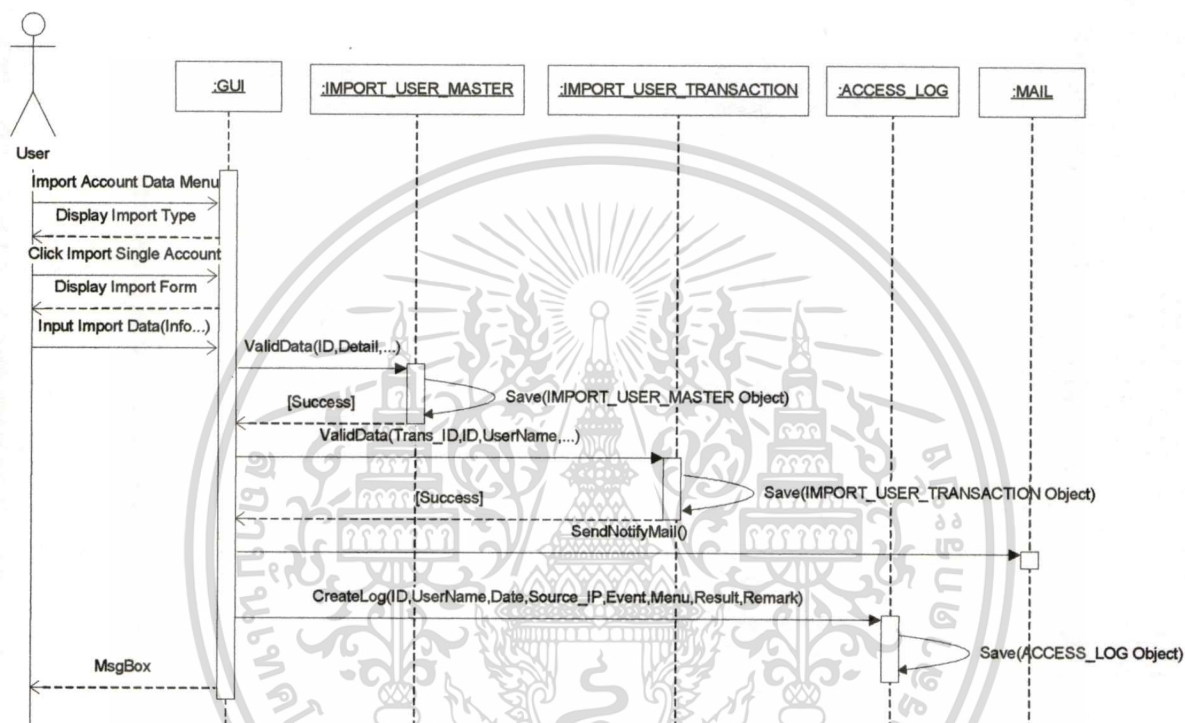 :GUI
:IMPORT_USER_MASTER
:IMPORT_USER_TRANSACTION
:ACCESS_LOG
:MAIL
User
Import Account Data Menu
Display Import Type
Click Import Single Account
Display Import Form
Input Import Data(Info...)
ValidData(ID,Detail,...)
Save(IMPORT_USER_MASTER Object)
[Success]
ValidData(Trans_ID,ID,UserName,...)
Save(IMPORT_USER_TRANSACTION Object)
[Success]
SendNotifyMail()
CreateLog(ID,UserName,Date,Source_IP,Event,Menu,Result,Remark)
Save(ACCESS_LOG Object)
MsgBox